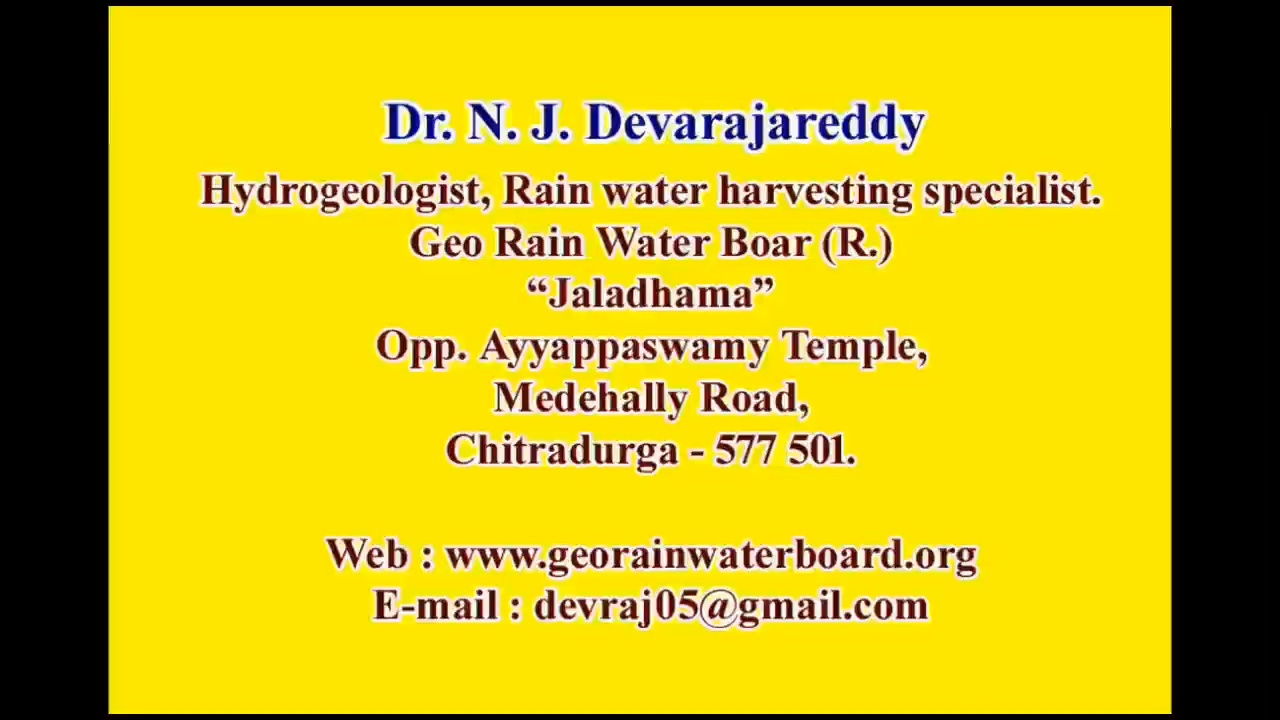 Dr. N. J. Devarajareddy
Hydrogeologist, Rain water harvesting specialist.
Geo Rain Water Boar (R.)
“Jaladhama”
Opp. Ayyappaswamy Temple,
Medehally Road,
Chitradurga - 577 501.
Web : www.georainwaterboard.org
E-mail : devraj05@gmail.com